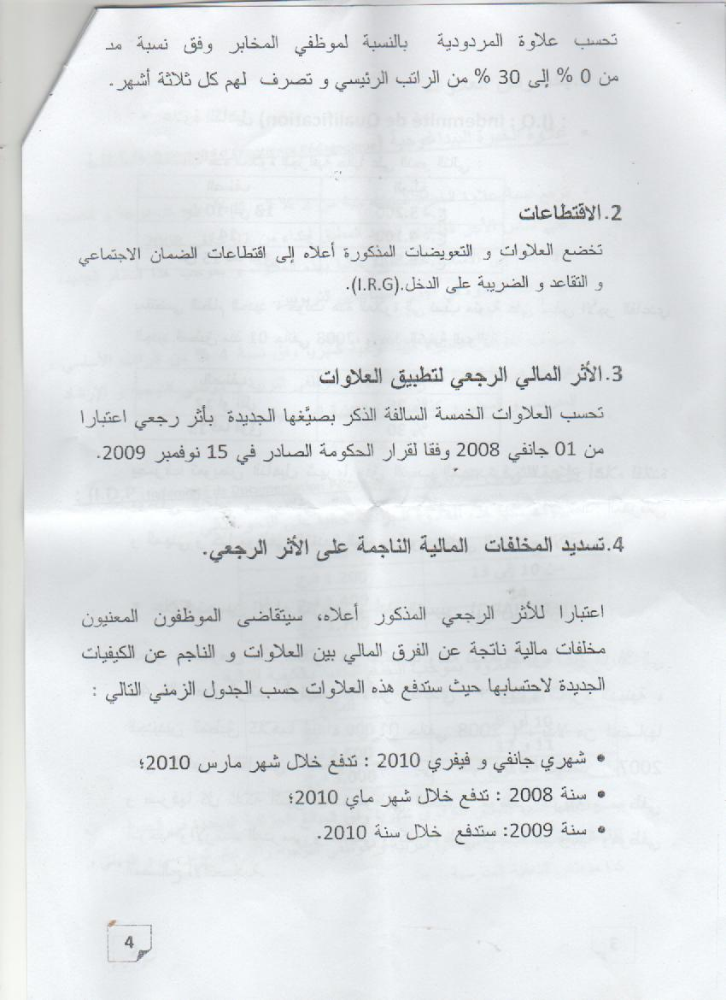 تحسب علاوة المردودية بالنسبة لموظفي المخابر وفق نسبة مد
من 0 % إلى 30 % من الراتب الرئيسي و تصرف لهم كل ثلاثة أشهر.
2. الاقتطاعات
تخضع العلاوات و التعويضات المذكورة أعلاه إلى اقتطاعات الضمان الاجتماعي
و التقاعد و الضريبة على الدخل.(I.R.G).
3. الأثر المالي الرجعي لتطبيق العلاوات
تحسب العلاوات الخمسة السالفة الذكر بصيَّغها الجديدة بأثر رجعي اعتبارا
من 01 جانفي 2008 وفقا لقرار الحكومة الصادر في 15 نوفمبر 2009.
4. تسديد المخلفات المالية الناجمة على الأثر الرجعي.
اعتبارا للأثر الرجعي المذكور أعلاه، سيتقاضى الموظفون المعنيون
مخلفات مالية ناتجة عن الفرق المالي بين العلاوات و الناجم عن الكيفيات
الجديدة لاحتسابها حيث ستدفع هذه العلاوات حسب الجدول الزمني التالي :
• شهري جانفي و فيفري 2010 : تدفع خلال شهر مارس 2010؛
• سنة 2008 : تدفع خلال شهر ماي 2010؛
• سنة 2009: ستدفع خلال سنة 2010.
4